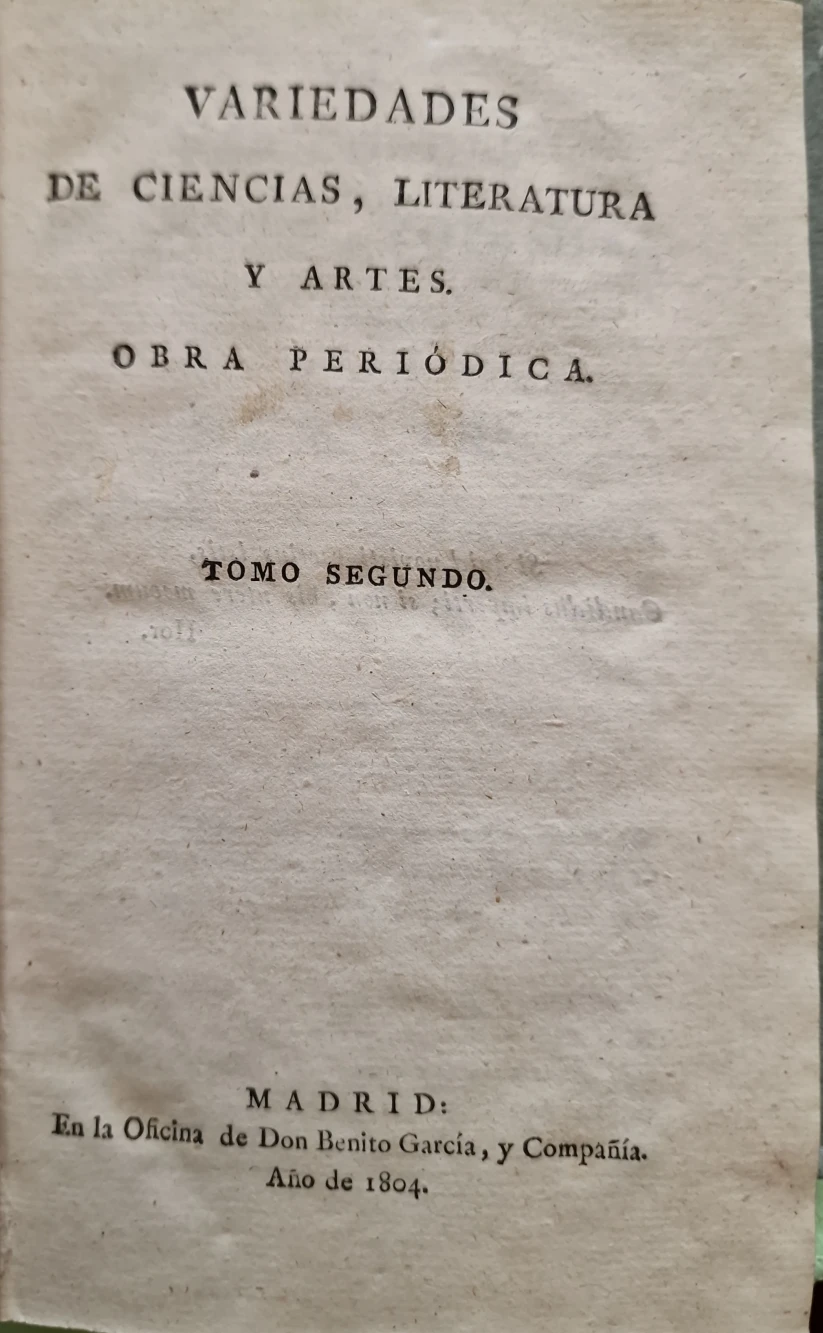 VARIEDADES
DE CIENCIAS, LITERATURA
Y ARTES.
OBRA PERIÓDICA.
TOMO SEGUNDO.
MADRID:
En la Oficina de Don Benito García, y Compañía.
Año de 1804.